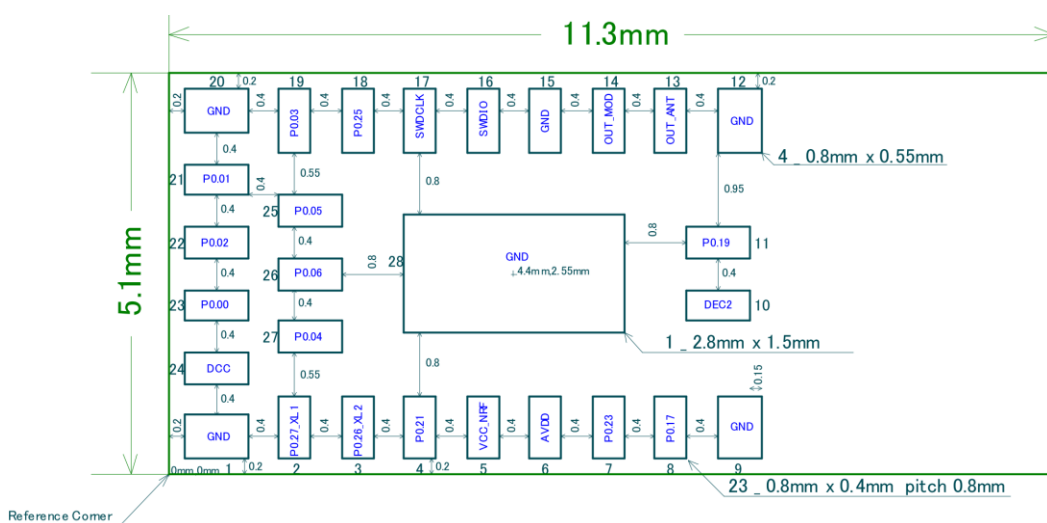 11.3mm
20 0.2 19 18 17 16 15 14 13 12 0.2
0.2 GND 0.4 P0.03 0.4 P0.25 0.4 SWDCLK 0.4 SWDIO 0.4 GND 0.4 OUT_MOD 0.4 OUT_ANT 0.4 GND
0.4 4 _ 0.8mm x 0.55mm
0.55 0.8 0.95
21 P0.01 0.4
0.4 25 P0.05
22 P0.02 0.4 0.8 P0.19 11
5.1mm
0.4 26 P0.06 0.8 28 GND 0.4
4.4mm,2.55mm
23 P0.00 0.4 DEC2 10
0.4 27 P0.04
1 _ 2.8mm x 1.5mm
24 DCC 0.55 0.8 0.15
0.4
0.2 GND 0.4 P0.27_XL1 0.4 P0.26_XL2 0.4 P0.21 0.4 VCC_NRF 0.4 AVDD 0.4 P0.23 0.4 P0.17 0.4 GND
0mm,0mm 1 0.2 2 3 4 0.2 5 6 7 8 9
23 _ 0.8mm x 0.4mm pitch 0.8mm
Reference Corner